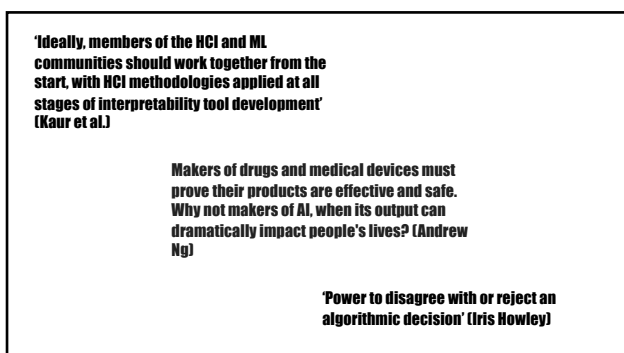 ‘Ideally, members of the HCI and ML
communities should work together from the
start, with HCI methodologies applied at all
stages of interpretability tool development’
(Kaur et al.)
Makers of drugs and medical devices must
prove their products are effective and safe.
Why not makers of AI, when its output can
dramatically impact people's lives? (Andrew
Ng)
‘Power to disagree with or reject an
algorithmic decision’ (Iris Howley)